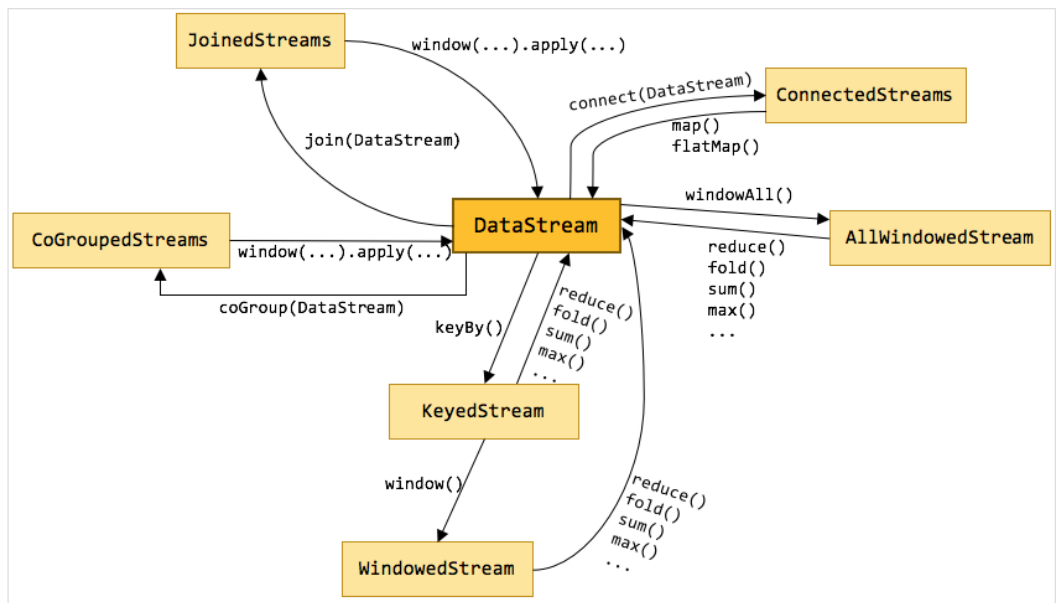 JoinedStreams
window(...).apply(...)
connect(DataStream)
ConnectedStreams
map()
flatMap()
join(DataStream)
windowAll()
DataStream
CoGroupedStreams
window(...).apply(...)
AllWindowedStream
reduce()
fold()
sum()
max()
...
coGroup(DataStream)
keyBy()
reduce()
fold()
sum()
max()
...
KeyedStream
window()
reduce()
fold()
sum()
max()
...
WindowedStream